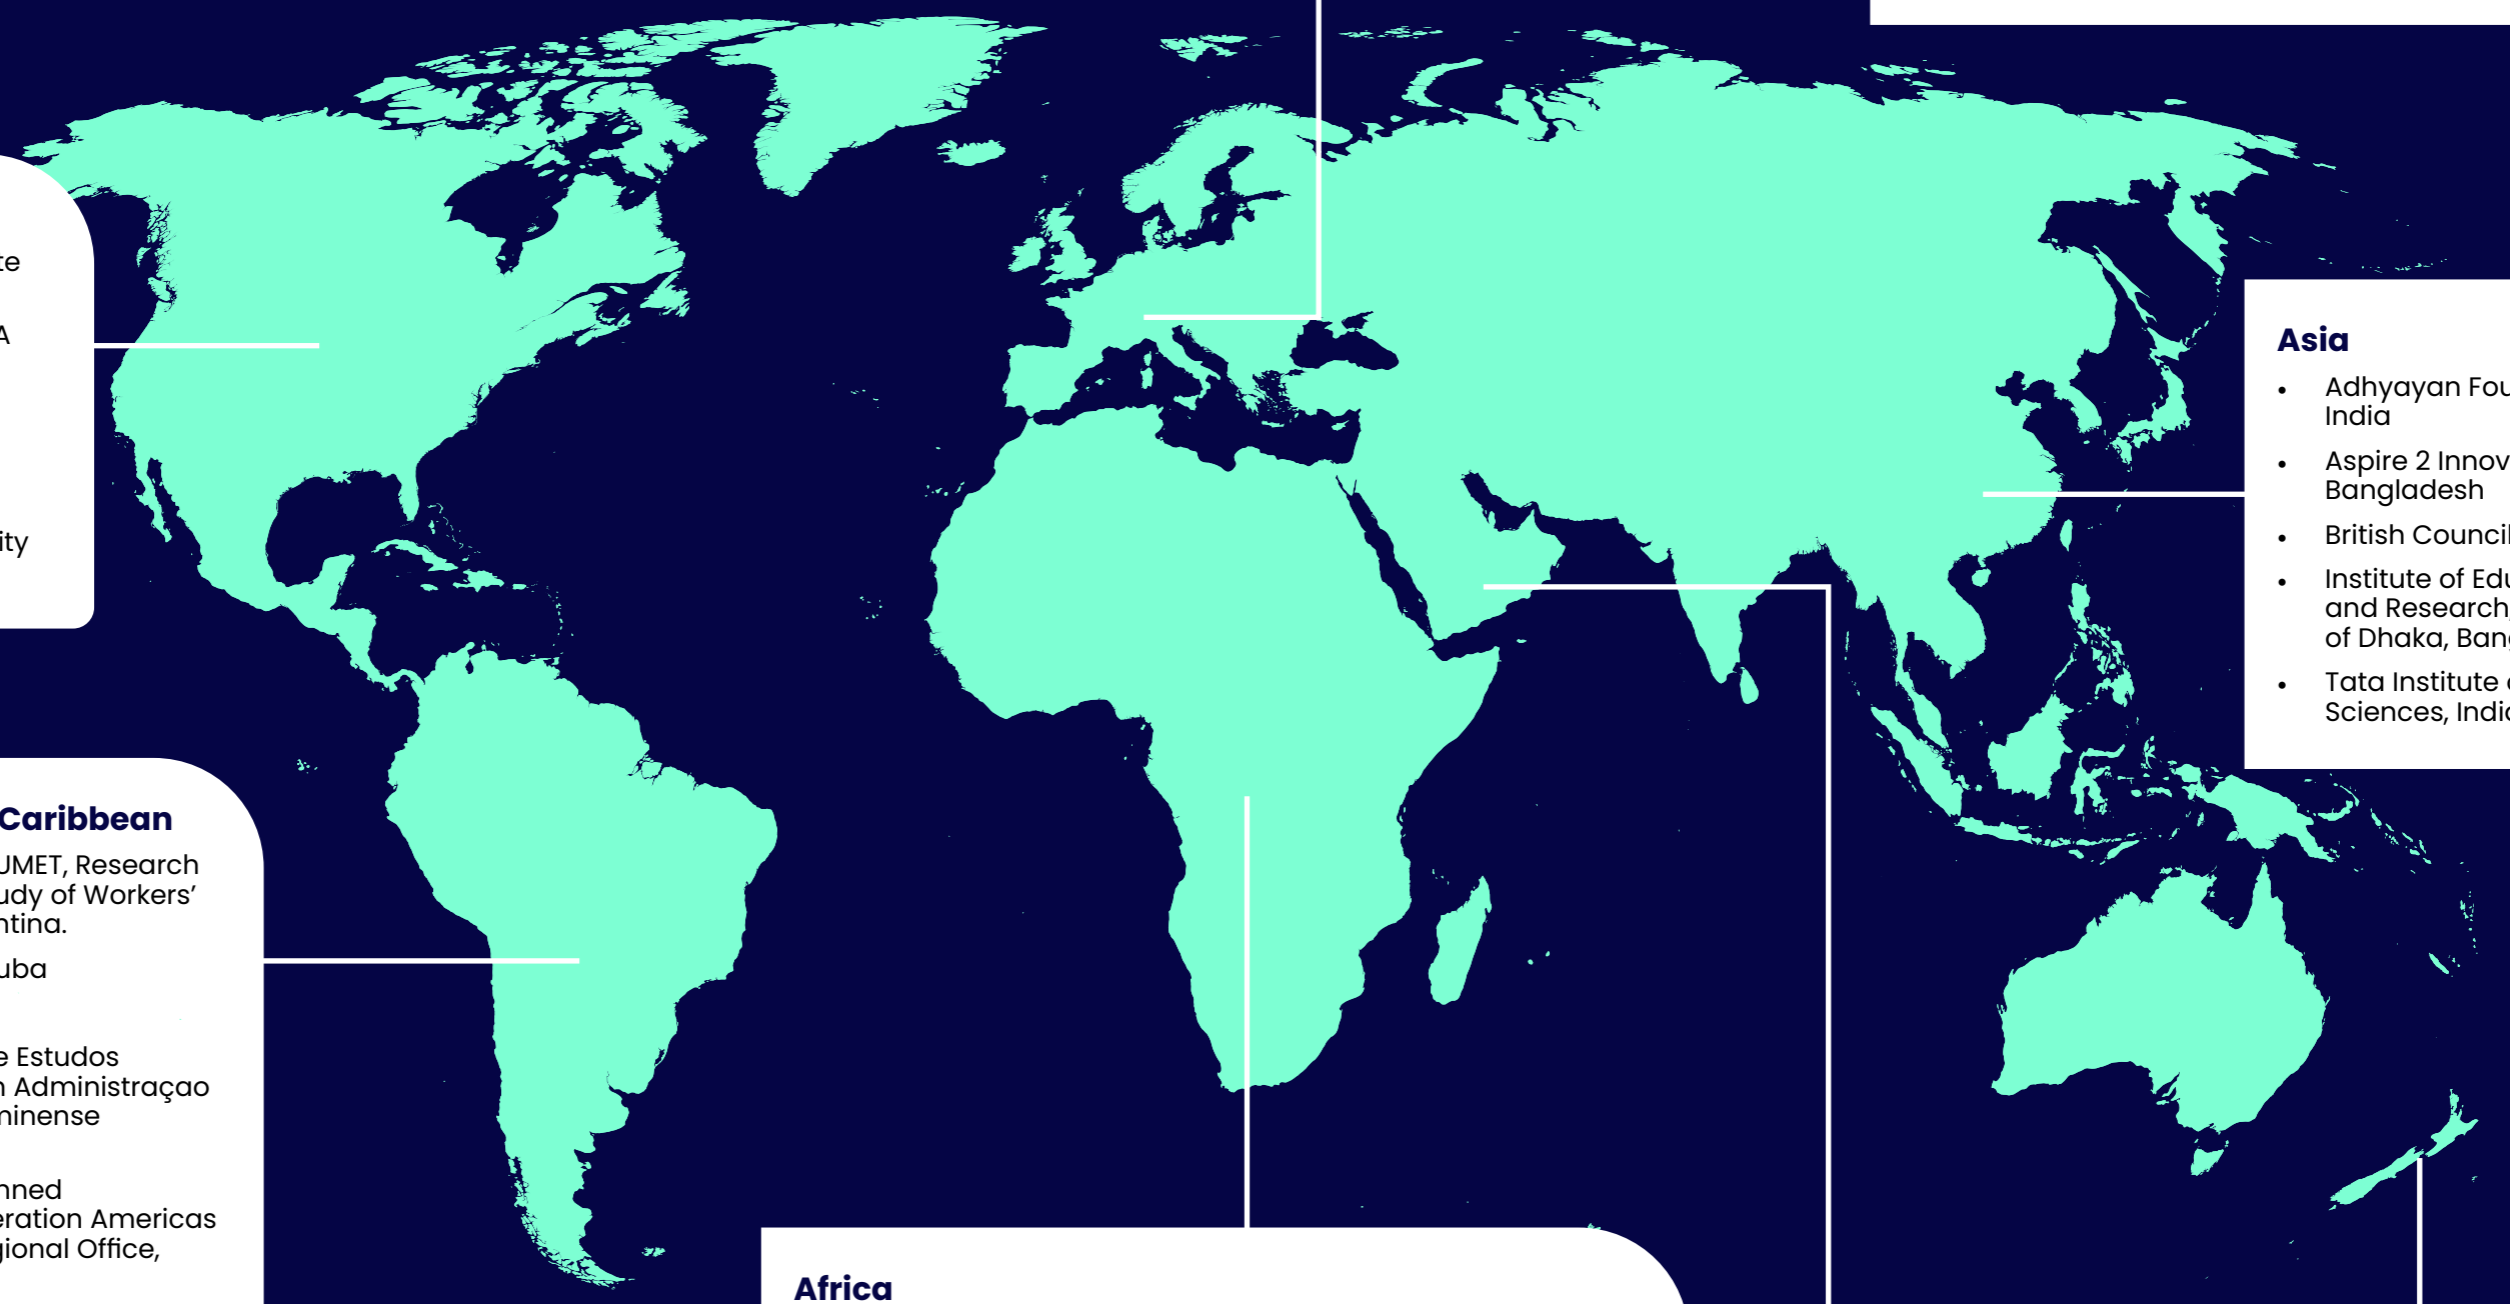 te
A
ity
Caribbean
UMET, Research
udy of Workers’
ntina.
uba
e Estudos
n Administraçao
minense
nned
eration Americas
gional Office,
Africa
Asia
• Adhyayan Fou
India
• Aspire 2 Innov
Bangladesh
• British Council
• Institute of Edu
and Research,
of Dhaka, Bang
• Tata Institute
Sciences, India